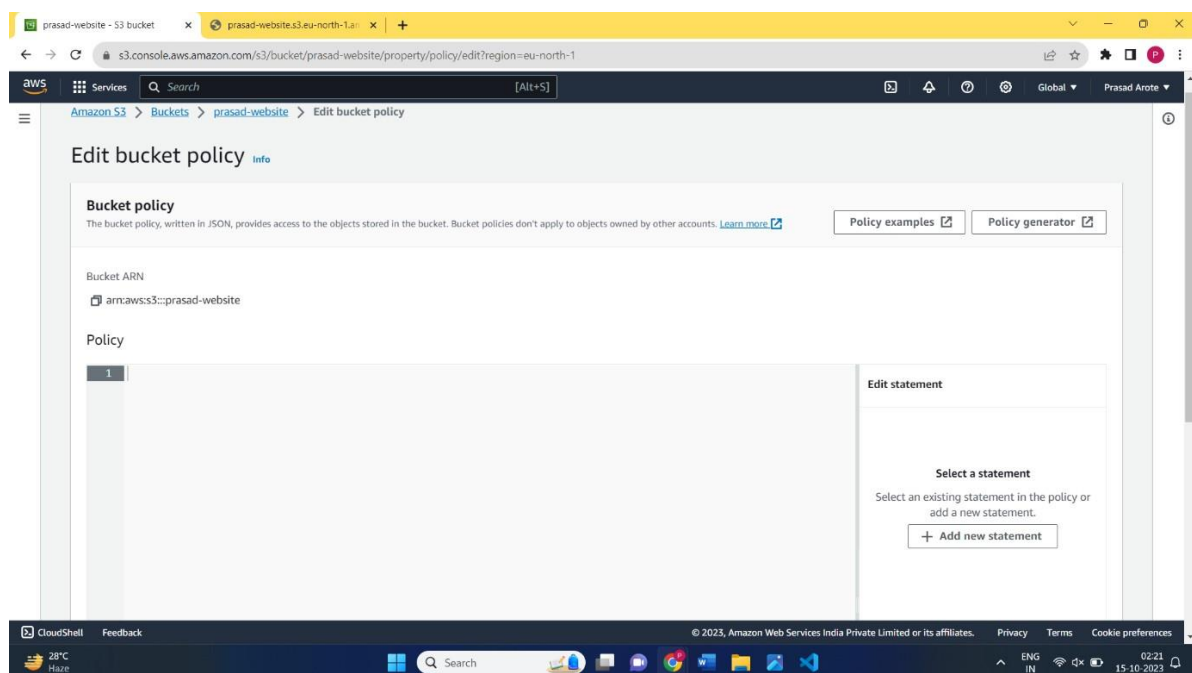 prasad-website - S3 bucket
prasad-website.s3.eu-north-1.an
s3.console.aws.amazon.com/s3/bucket/prasad-website/property/policy/edit?region=eu-north-1
P
aws Services Search [Alt+S] Global Prasad Arote
Amazon S3 > Buckets > prasad-website > Edit bucket policy
Edit bucket policy Info
Bucket policy
The bucket policy, written in JSON, provides access to the objects stored in the bucket. Bucket policies don't apply to objects owned by other accounts. Learn more
Policy examples
Policy generator
Bucket ARN
arn:aws:s3:::prasad-website
Policy
1
Edit statement
Select a statement
Select an existing statement in the policy or
add a new statement.
+ Add new statement
CloudShell Feedback © 2023, Amazon Web Services India Private Limited or its affiliates. Privacy Terms Cookie preferences
28°C
Haze
Search
ENG
IN
02:21
15-10-2023